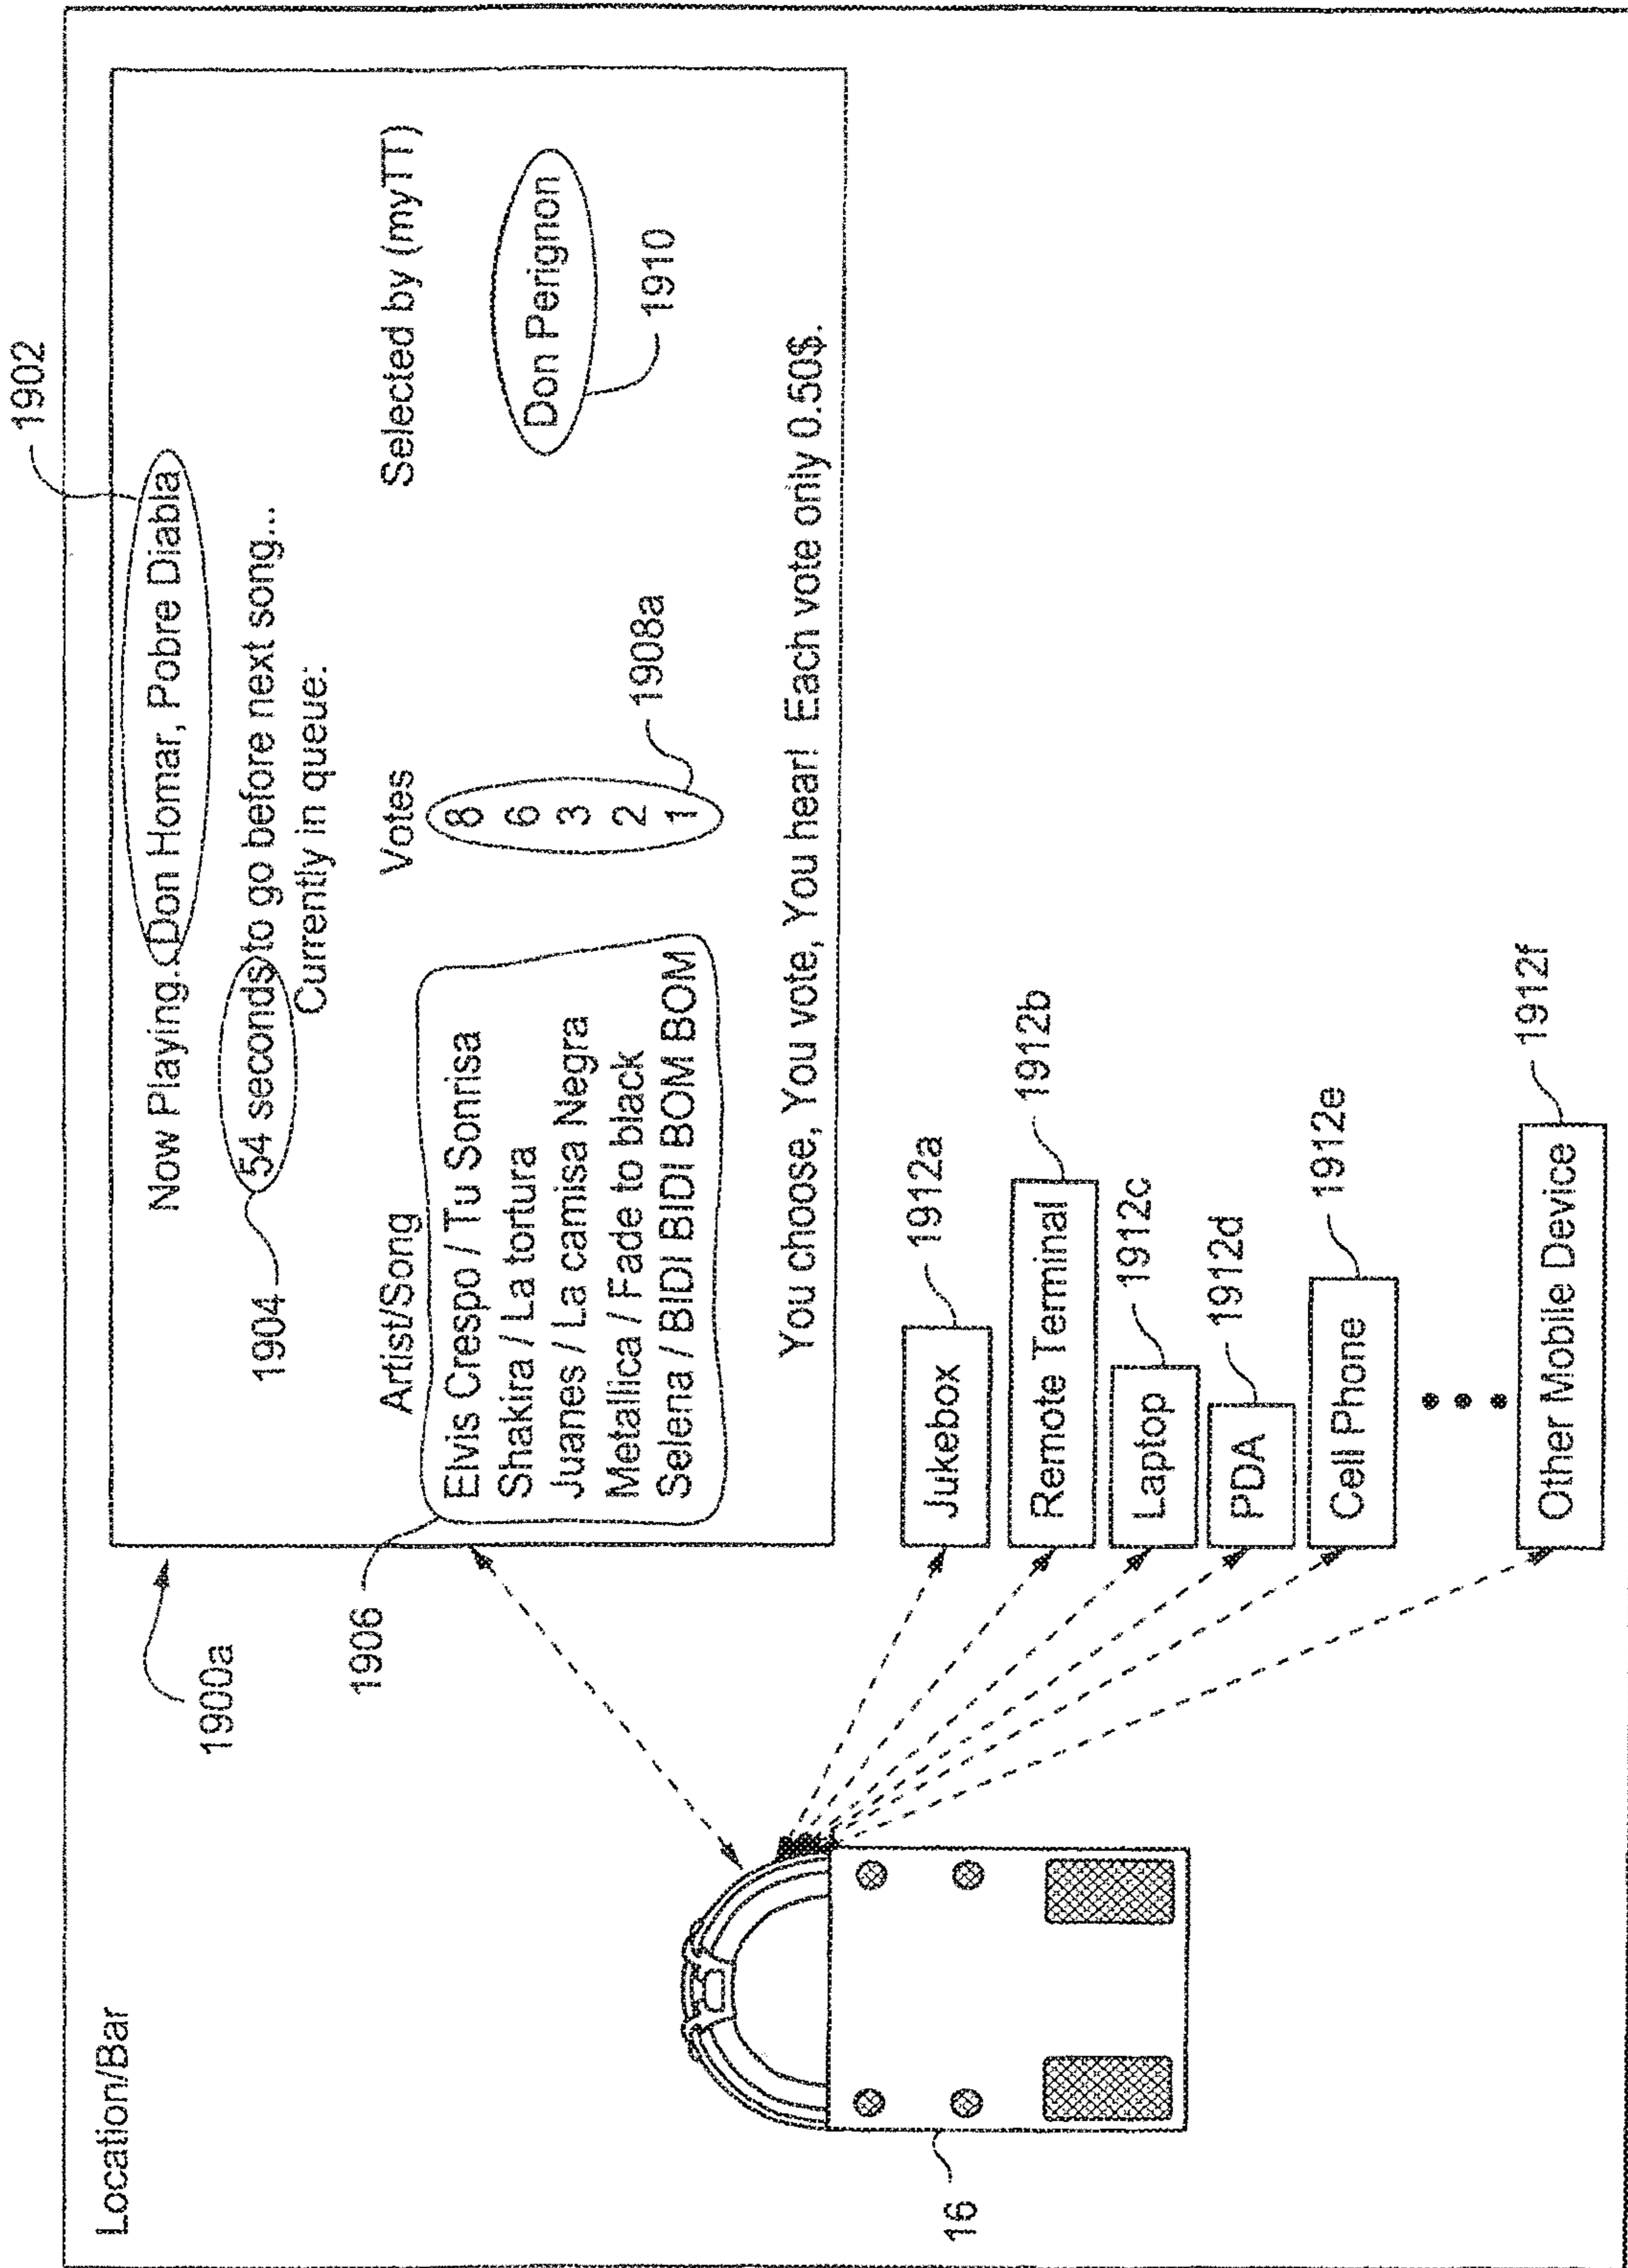 Location/Bar
1900a
1902
Now Playing: Don Homar, Pobre Diabla
1904
54 seconds to go before next song...
Currently in queue:
1906
Artist/Song Votes Selected by (myTT)
Elvis Crespo / Tu Sonrisa 8
Shakira / La tortura 6 Don Perignon
Juanes / La camisa Negra 3
Metallica / Fade to black 2
Selena / BIDI BIDI BOM BOM 1
1908a
1910
You choose, You vote, You hear! Each vote only 0.50$.
16
Jukebox 1912a
Remote Terminal 1912b
Laptop 1912c
PDA 1912d
Cell Phone 1912e
Other Mobile Device 1912f